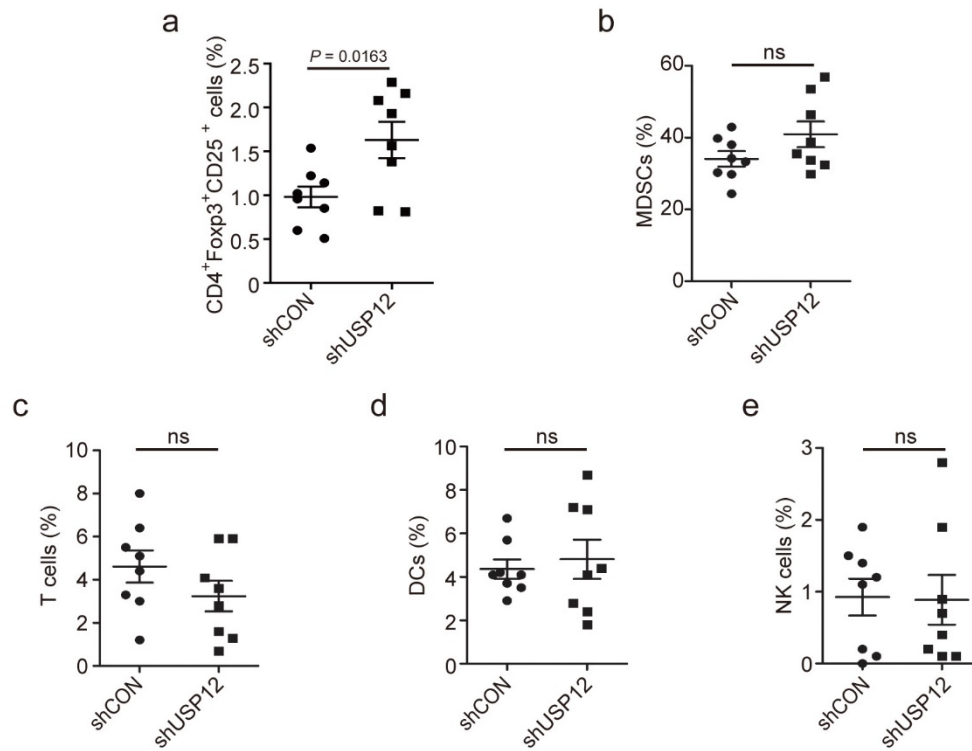 a
P = 0.0163
CD4+Foxp3+CD25+ cells (%)
2.5
2.0
1.5
1.0
0.5
0
shCON
shUSP12
b
ns
MDSCs (%)
60
40
20
0
shCON
shUSP12
c
ns
T cells (%)
10
8
6
4
2
0
shCON
shUSP12
d
ns
DCs (%)
10
8
6
4
2
0
shCON
shUSP12
e
ns
NK cells (%)
3
2
1
0
shCON
shUSP12